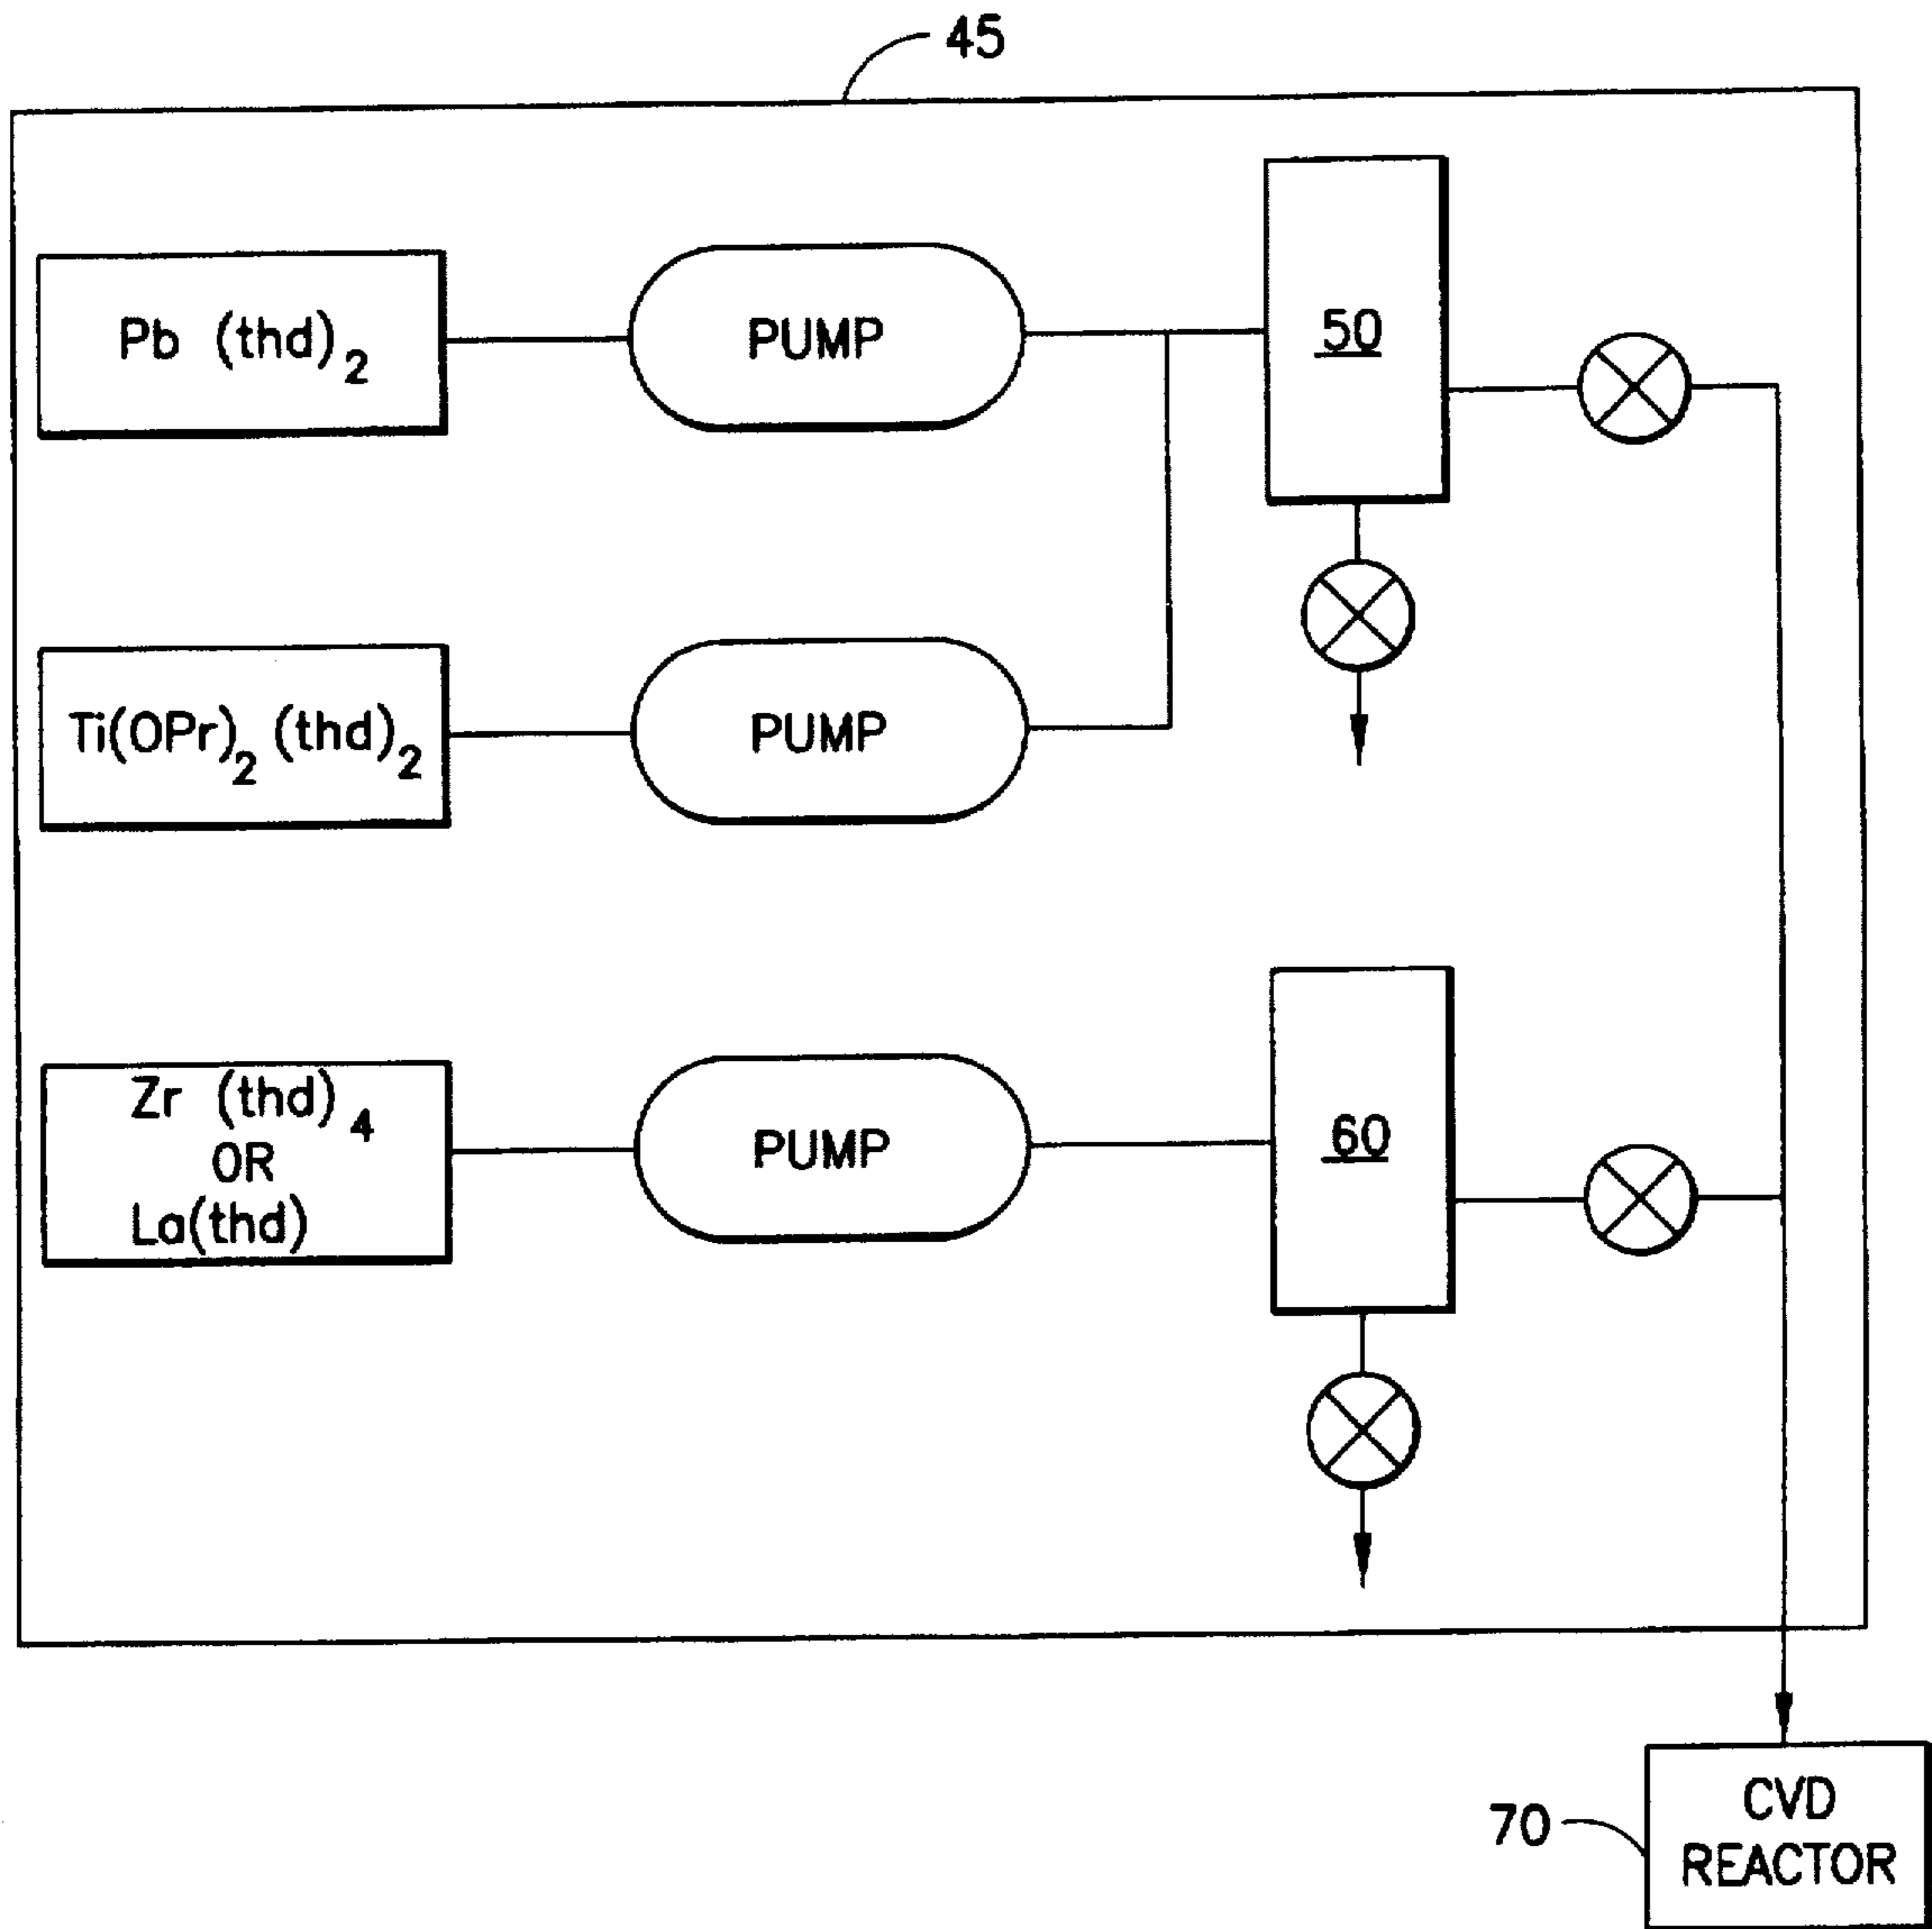 45
Pb (thd)2
PUMP
50
Ti(OPr)2 (thd)2
PUMP
Zr (thd)4
OR
La(thd)
PUMP
60
70
CVD
REACTOR